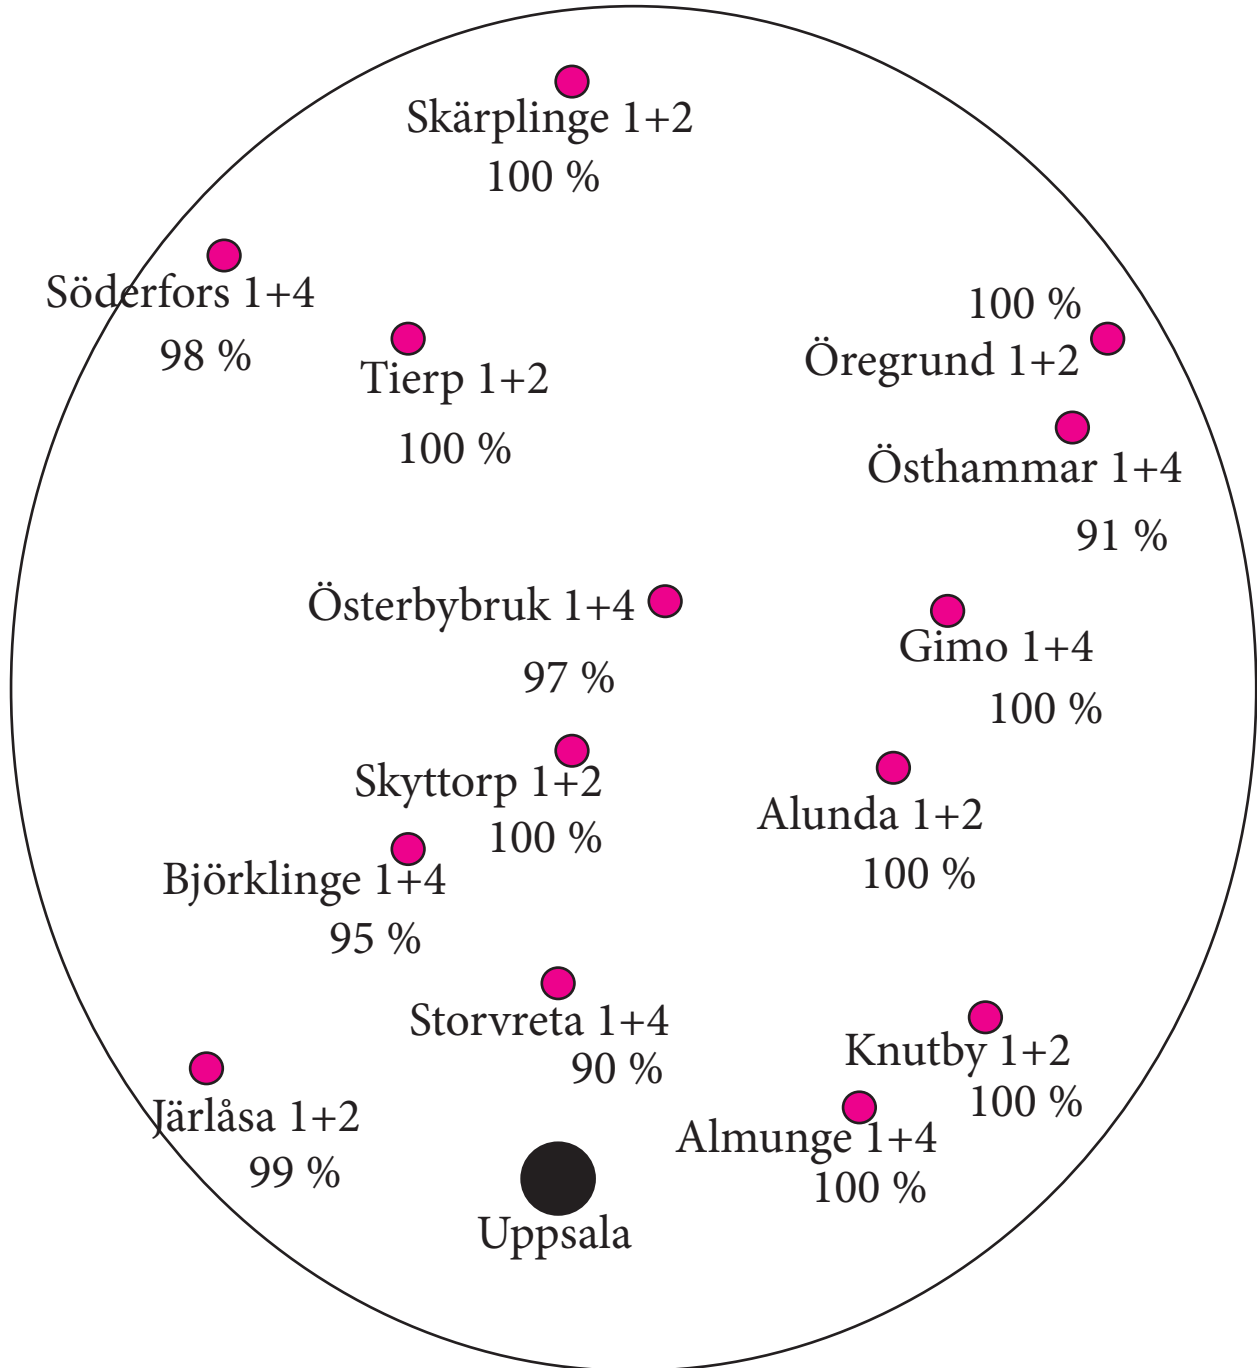 Skärplinge 1+2
100 %
Söderfors 1+4
98 %
Tierp 1+2
100 %
100 %
Öregrund 1+2
Östhammar 1+4
91 %
Österbybruk 1+4
97 %
Gimo 1+4
100 %
Skyttorp 1+2
100 %
Alunda 1+2
100 %
Björklinge 1+4
95 %
Storvreta 1+4
90 %
Knutby 1+2
100 %
Järlåsa 1+2
99 %
Almunge 1+4
100 %
Uppsala